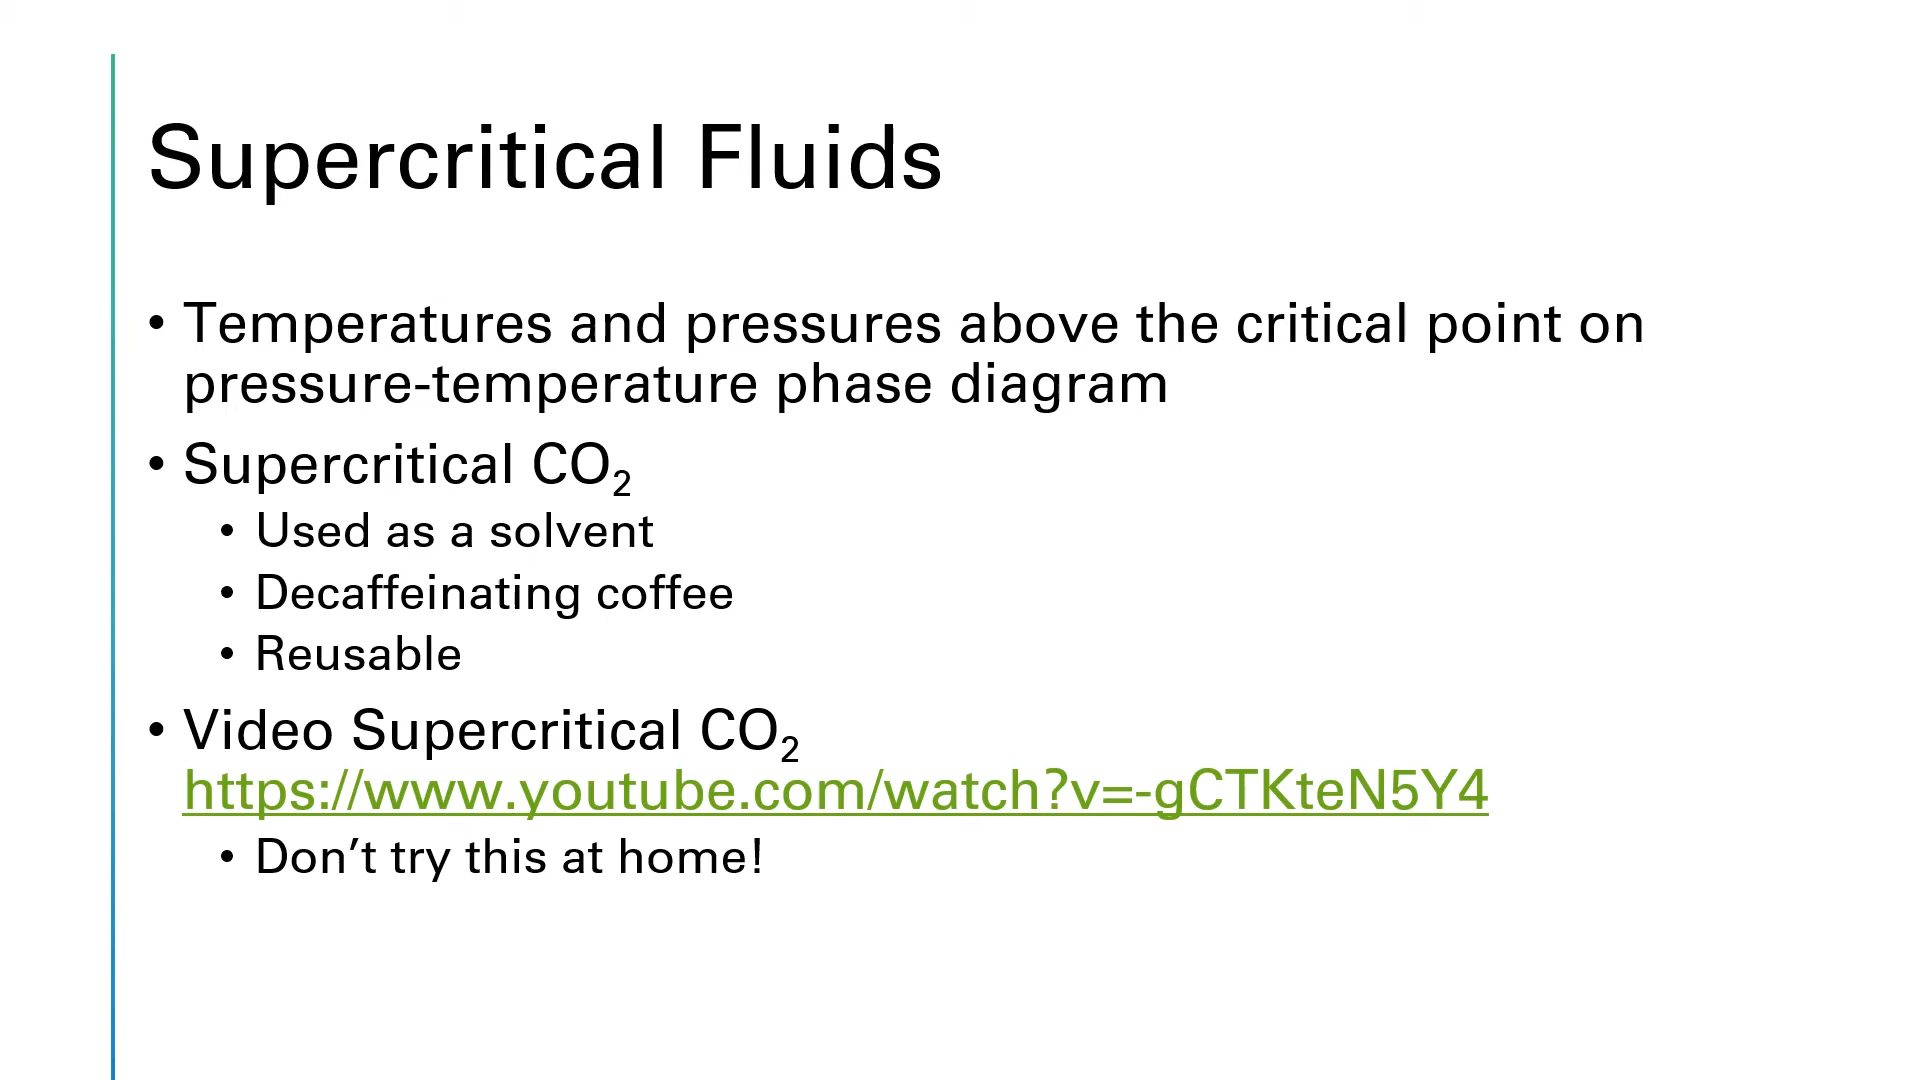 Supercritical Fluids
• Temperatures and pressures above the critical point on
pressure-temperature phase diagram
• Supercritical CO₂
• Used as a solvent
• Decaffeinating coffee
• Reusable
• Video Supercritical CO₂
https://www.youtube.com/watch?v=-gCTKteN5Y4
• Don’t try this at home!